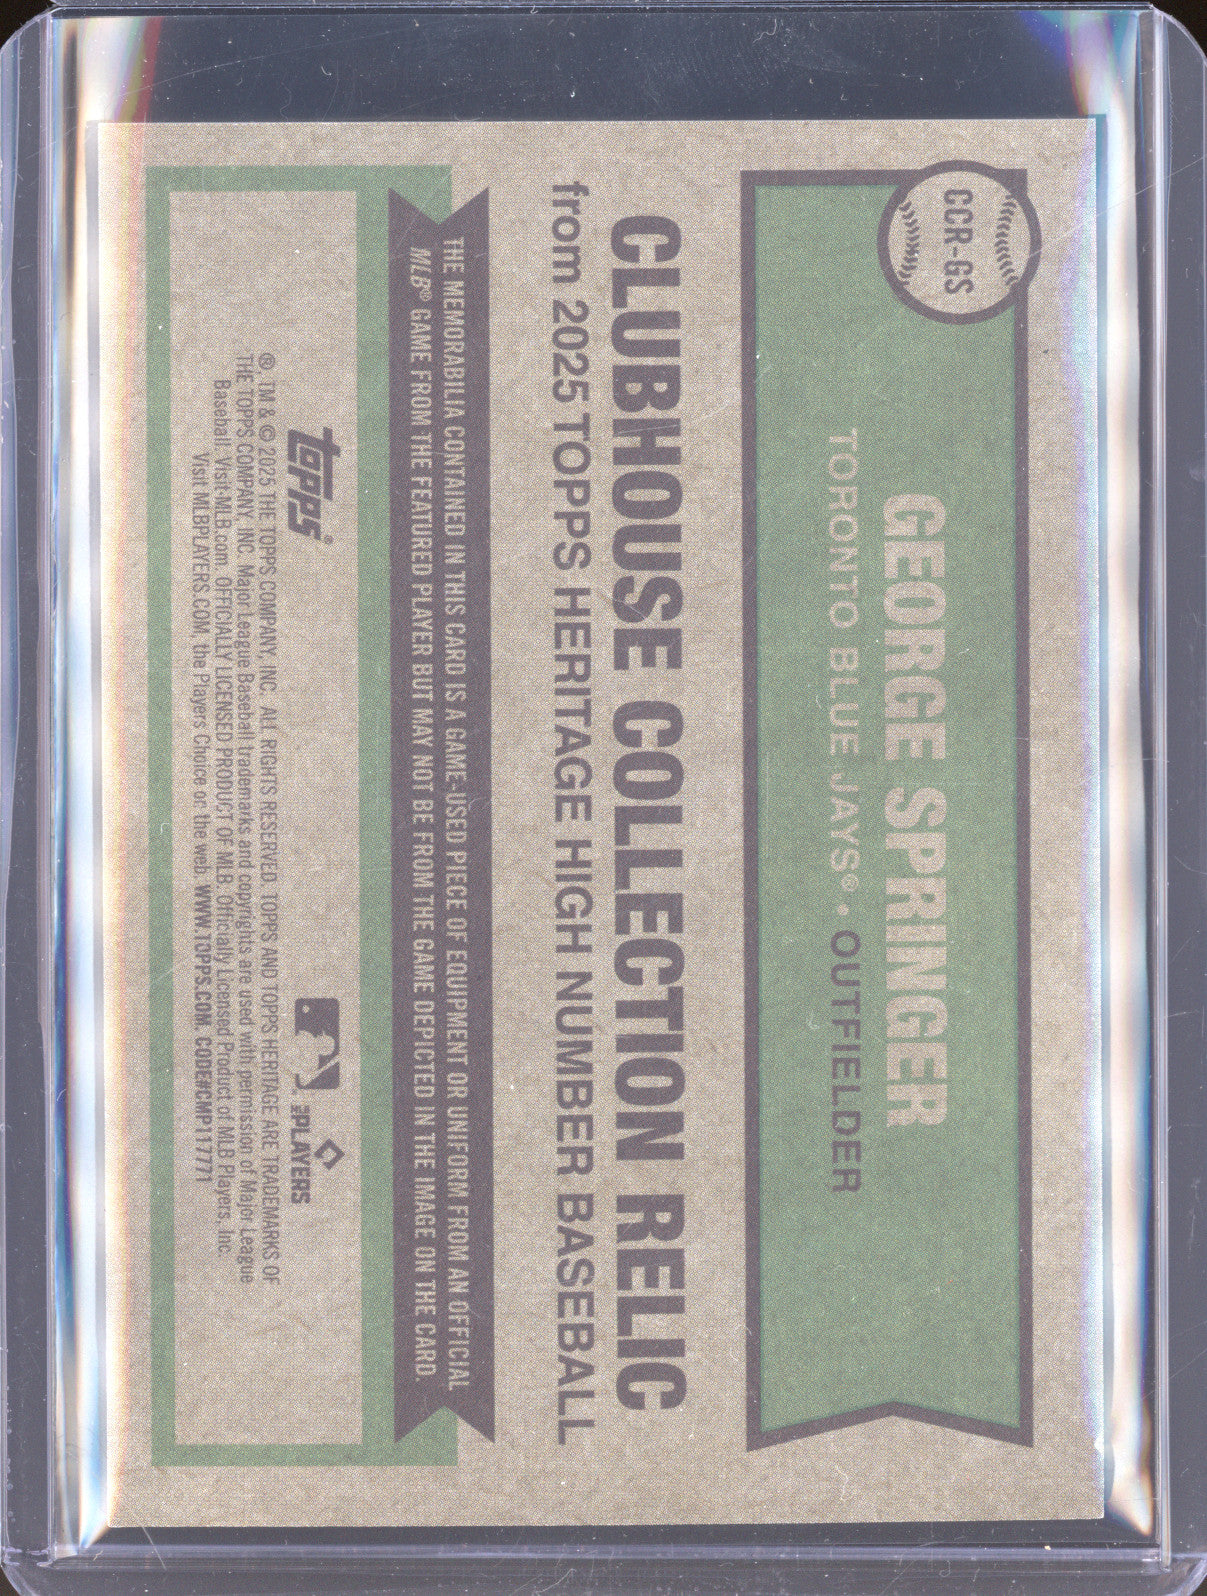 CCR-GS
GEORGE SPRINGER
TORONTO BLUE JAYS® • OUTFIELDER
CLUBHOUSE COLLECTION RELIC
from 2025 TOPPS HERITAGE HIGH NUMBER BASEBALL
THE MEMORABILIA CONTAINED IN THIS CARD IS A GAME-USED PIECE OF EQUIPMENT OR UNIFORM FROM AN OFFICIAL
MLB® GAME FROM THE FEATURED PLAYER BUT MAY NOT BE FROM THE GAME DEPICTED IN THE IMAGE ON THE CARD.
topps®
MLB PLAYERS
® TM & © 2025 THE TOPPS COMPANY, INC. ALL RIGHTS RESERVED. TOPPS AND TOPPS HERITAGE ARE TRADEMARKS OF
THE TOPPS COMPANY, INC. Major League Baseball trademarks and copyrights are used with permission of Major League
Baseball. Visit MLB.com. OFFICIALLY LICENSED PRODUCT OF MLB. Officially Licensed Product of MLB Players, Inc.
Visit MLBPLAYERS.COM, the Players Choice on the web. WWW.TOPPS.COM. CODE#CMP117771